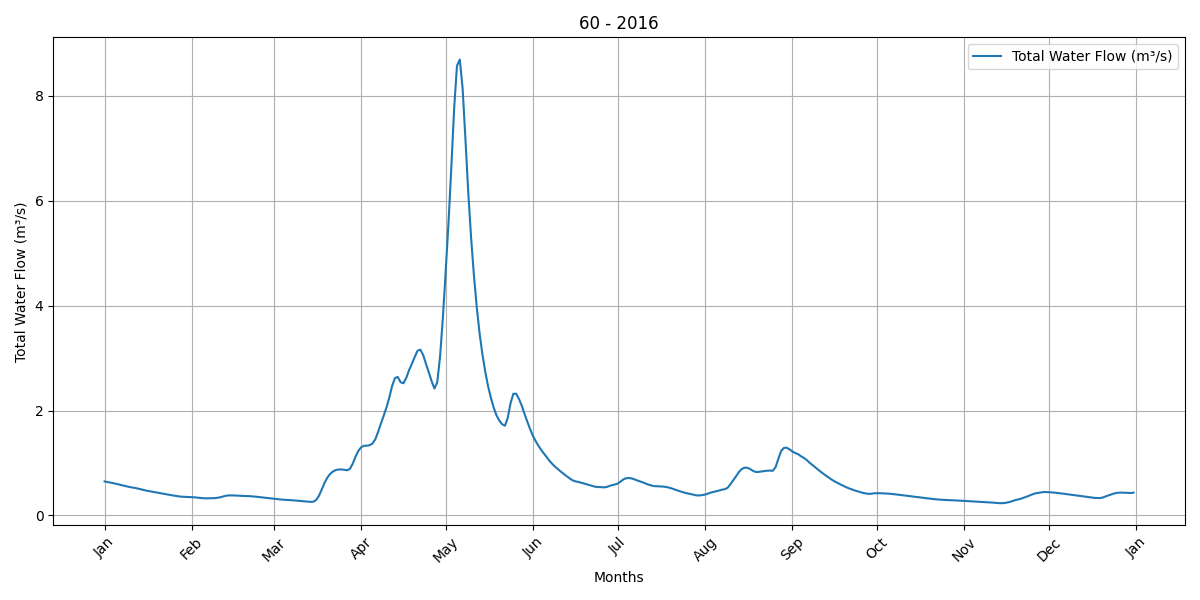 60 - 2016
Total Water Flow (m³/s)
Total Water Flow (m³/s)
8
6
4
2
0
Jan
Feb
Mar
Apr
May
Jun
Jul
Aug
Sep
Oct
Nov
Dec
Jan
Months